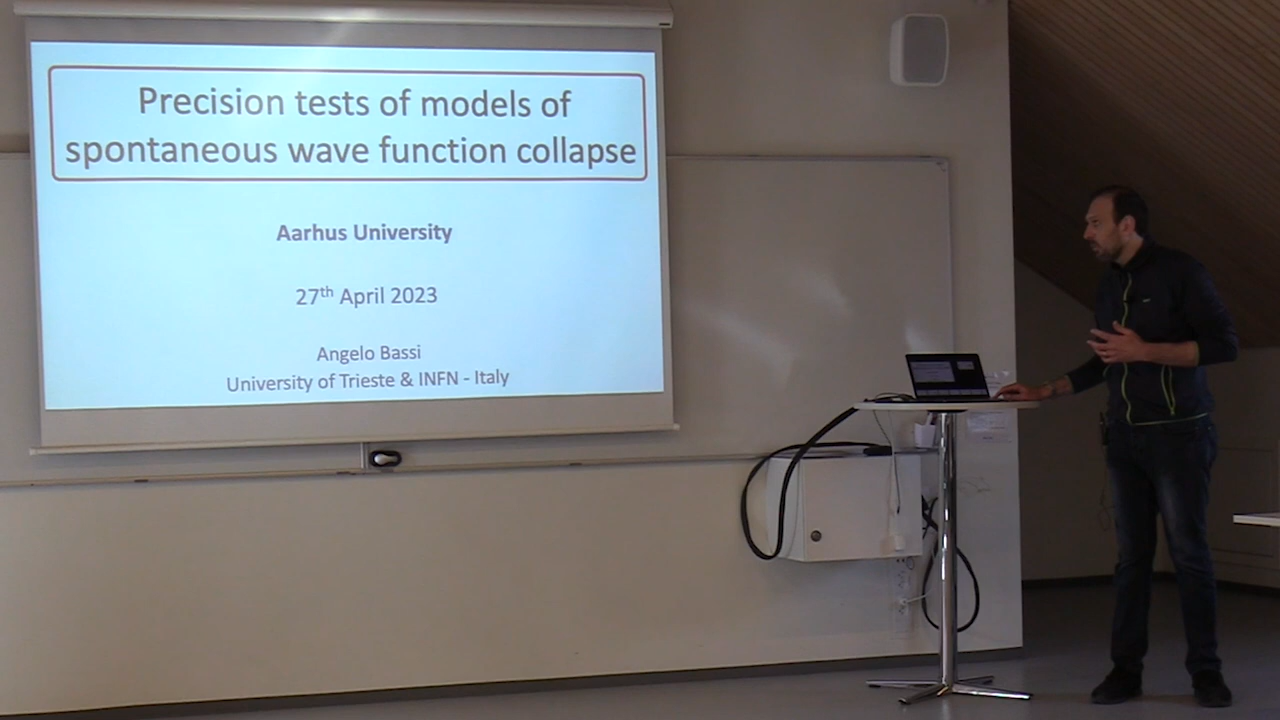 Precision tests of models of
spontaneous wave function collapse
Aarhus University
27th April 2023
Angelo Bassi
University of Trieste & INFN - Italy